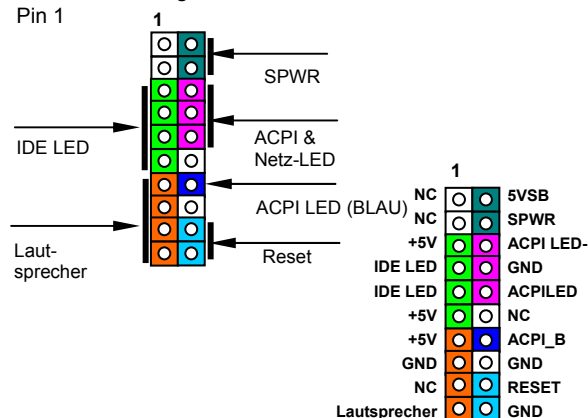 Pin 1
1
SPWR
IDE LED
ACPI &
Netz-LED
ACPI LED (BLAU)
Laut-
sprecher
Reset
1
NC 5VSB
NC SPWR
+5V ACPI LED-
IDE LED GND
IDE LED ACPILED
+5V NC
+5V ACPI_B
GND GND
NC RESET
Lautsprecher GND